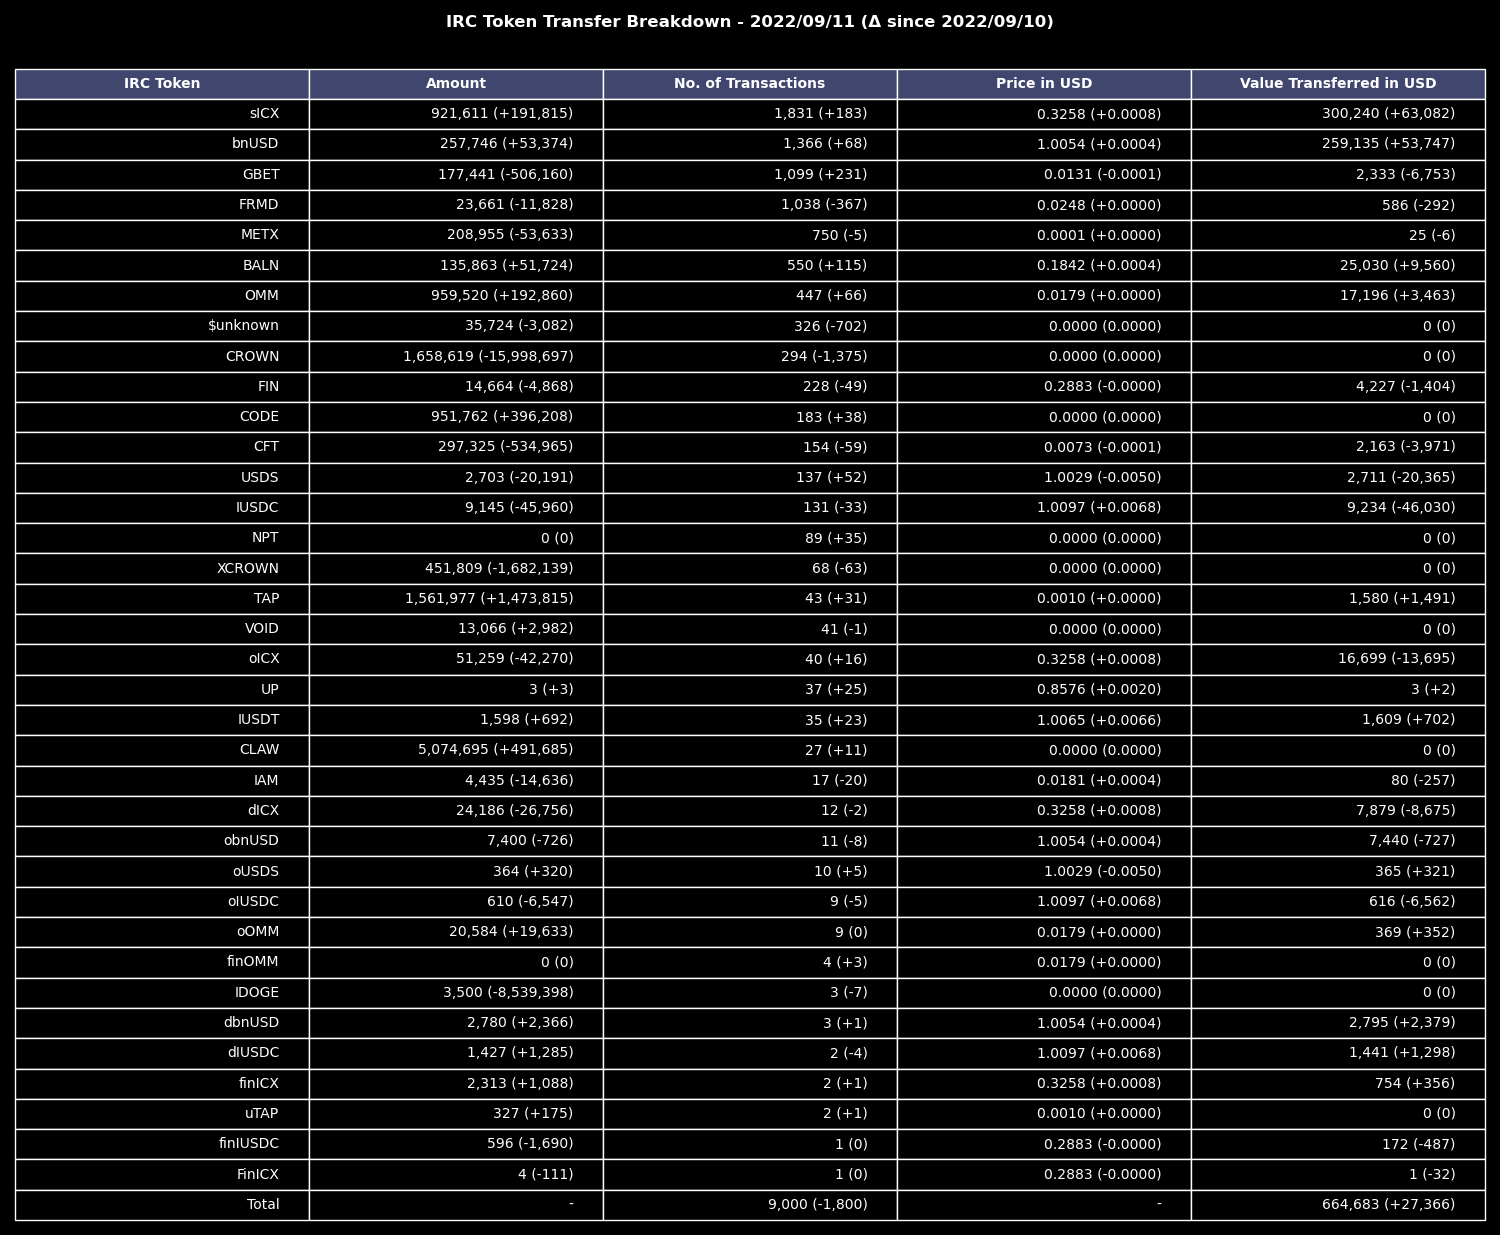 IRC Token Transfer Breakdown - 2022/09/11 (Δ since 2022/09/10)
IRC Token Amount No. of Transactions Price in USD Value Transferred in USD
sICX 921,611 (+191,815) 1,831 (+183) 0.3258 (+0.0008) 300,240 (+63,082)
bnUSD 257,746 (+53,374) 1,366 (+68) 1.0054 (+0.0004) 259,135 (+53,747)
GBET 177,441 (-506,160) 1,099 (+231) 0.0131 (-0.0001) 2,333 (-6,753)
FRMD 23,661 (-11,828) 1,038 (-367) 0.0248 (+0.0000) 586 (-292)
METX 208,955 (-53,633) 750 (-5) 0.0001 (+0.0000) 25 (-6)
BALN 135,863 (+51,724) 550 (+115) 0.1842 (+0.0004) 25,030 (+9,560)
OMM 959,520 (+192,860) 447 (+66) 0.0179 (+0.0000) 17,196 (+3,463)
$unknown 35,724 (-3,082) 326 (-702) 0.0000 (0.0000) 0 (0)
CROWN 1,658,619 (-15,998,697) 294 (-1,375) 0.0000 (0.0000) 0 (0)
FIN 14,664 (-4,868) 228 (-49) 0.2883 (-0.0000) 4,227 (-1,404)
CODE 951,762 (+396,208) 183 (+38) 0.0000 (0.0000) 0 (0)
CFT 297,325 (-534,965) 154 (-59) 0.0073 (-0.0001) 2,163 (-3,971)
USDS 2,703 (-20,191) 137 (+52) 1.0029 (-0.0050) 2,711 (-20,365)
IUSDC 9,145 (-45,960) 131 (-33) 1.0097 (+0.0068) 9,234 (-46,030)
NPT 0 (0) 89 (+35) 0.0000 (0.0000) 0 (0)
XCROWN 451,809 (-1,682,139) 68 (-63) 0.0000 (0.0000) 0 (0)
TAP 1,561,977 (+1,473,815) 43 (+31) 0.0010 (+0.0000) 1,580 (+1,491)
VOID 13,066 (+2,982) 41 (-1) 0.0000 (0.0000) 0 (0)
oICX 51,259 (-42,270) 40 (+16) 0.3258 (+0.0008) 16,699 (-13,695)
UP 3 (+3) 37 (+25) 0.8576 (+0.0020) 3 (+2)
IUSDT 1,598 (+692) 35 (+23) 1.0065 (+0.0066) 1,609 (+702)
CLAW 5,074,695 (+491,685) 27 (+11) 0.0000 (0.0000) 0 (0)
IAM 4,435 (-14,636) 17 (-20) 0.0181 (+0.0004) 80 (-257)
dICX 24,186 (-26,756) 12 (-2) 0.3258 (+0.0008) 7,879 (-8,675)
obnUSD 7,400 (-726) 11 (-8) 1.0054 (+0.0004) 7,440 (-727)
oUSDS 364 (+320) 10 (+5) 1.0029 (-0.0050) 365 (+321)
oIUSDC 610 (-6,547) 9 (-5) 1.0097 (+0.0068) 616 (-6,562)
oOMM 20,584 (+19,633) 9 (0) 0.0179 (+0.0000) 369 (+352)
finOMM 0 (0) 4 (+3) 0.0179 (+0.0000) 0 (0)
IDOGE 3,500 (-8,539,398) 3 (-7) 0.0000 (0.0000) 0 (0)
dbnUSD 2,780 (+2,366) 3 (+1) 1.0054 (+0.0004) 2,795 (+2,379)
dIUSDC 1,427 (+1,285) 2 (-4) 1.0097 (+0.0068) 1,441 (+1,298)
finICX 2,313 (+1,088) 2 (+1) 0.3258 (+0.0008) 754 (+356)
uTAP 327 (+175) 2 (+1) 0.0010 (+0.0000) 0 (0)
finIUSDC 596 (-1,690) 1 (0) 0.2883 (-0.0000) 172 (-487)
FinICX 4 (-111) 1 (0) 0.2883 (-0.0000) 1 (-32)
Total - 9,000 (-1,800) - 664,683 (+27,366)